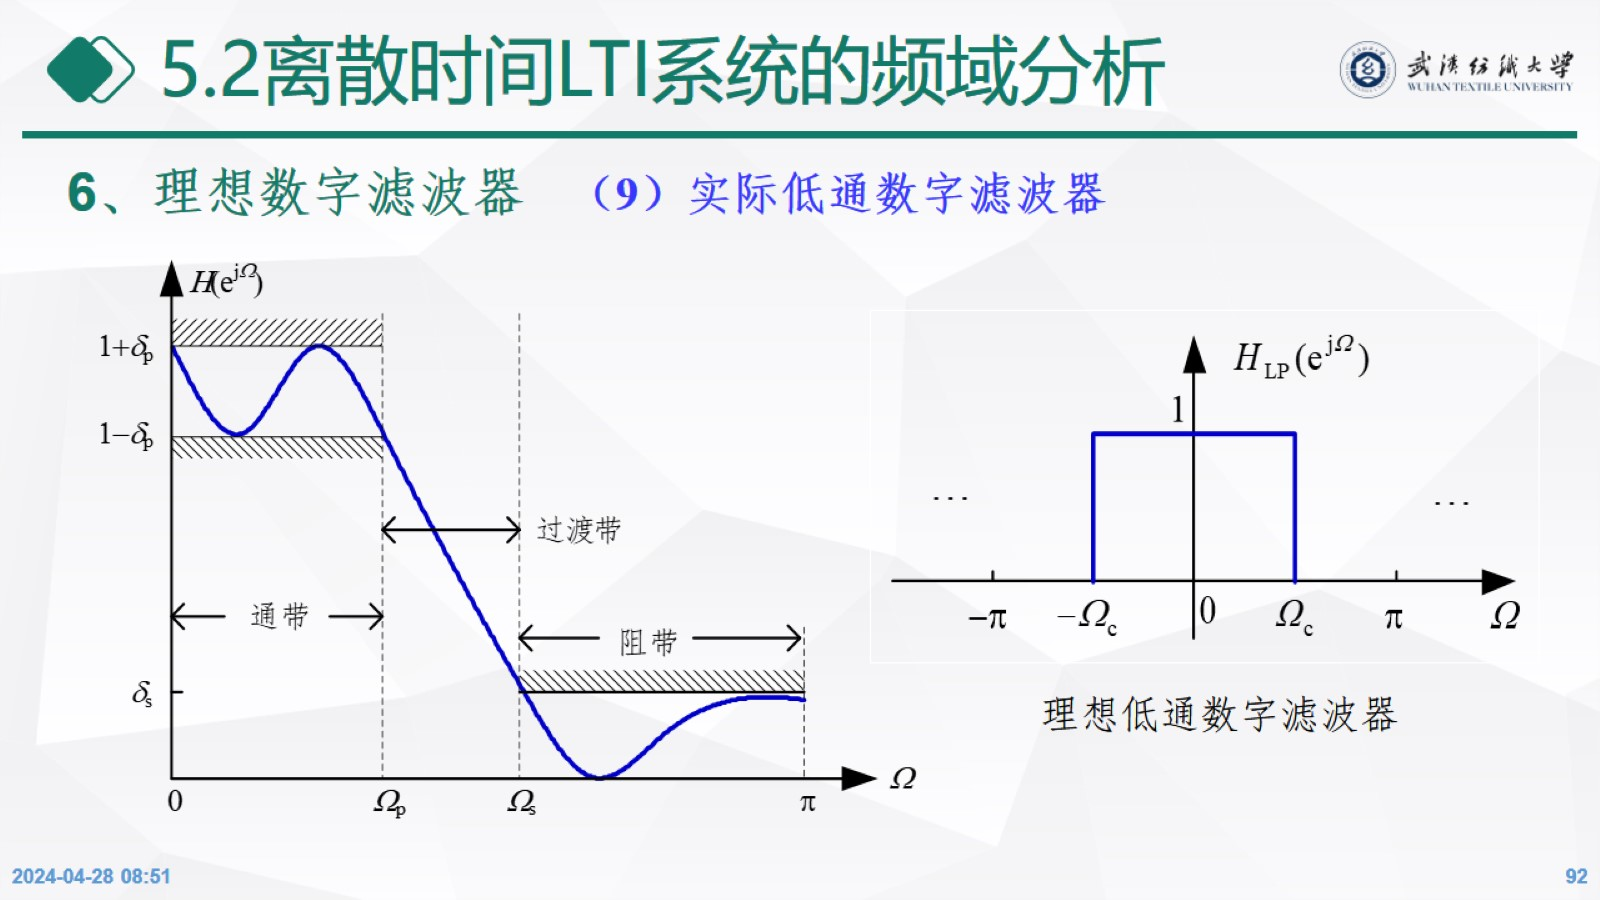 5.2离散时间LTI系统的频域分析
武汉纺织大学
WUHAN TEXTILE UNIVERSITY
6、理想数字滤波器 （9）实际低通数字滤波器
H(e^jΩ)
1+δp
1−δp
过渡带
通带
阻带
δs
0 Ωp Ωs π Ω
H LP (e^jΩ)
1
... ...
−π −Ωc 0 Ωc π Ω
理想低通数字滤波器
2024-04-28 08:51
92